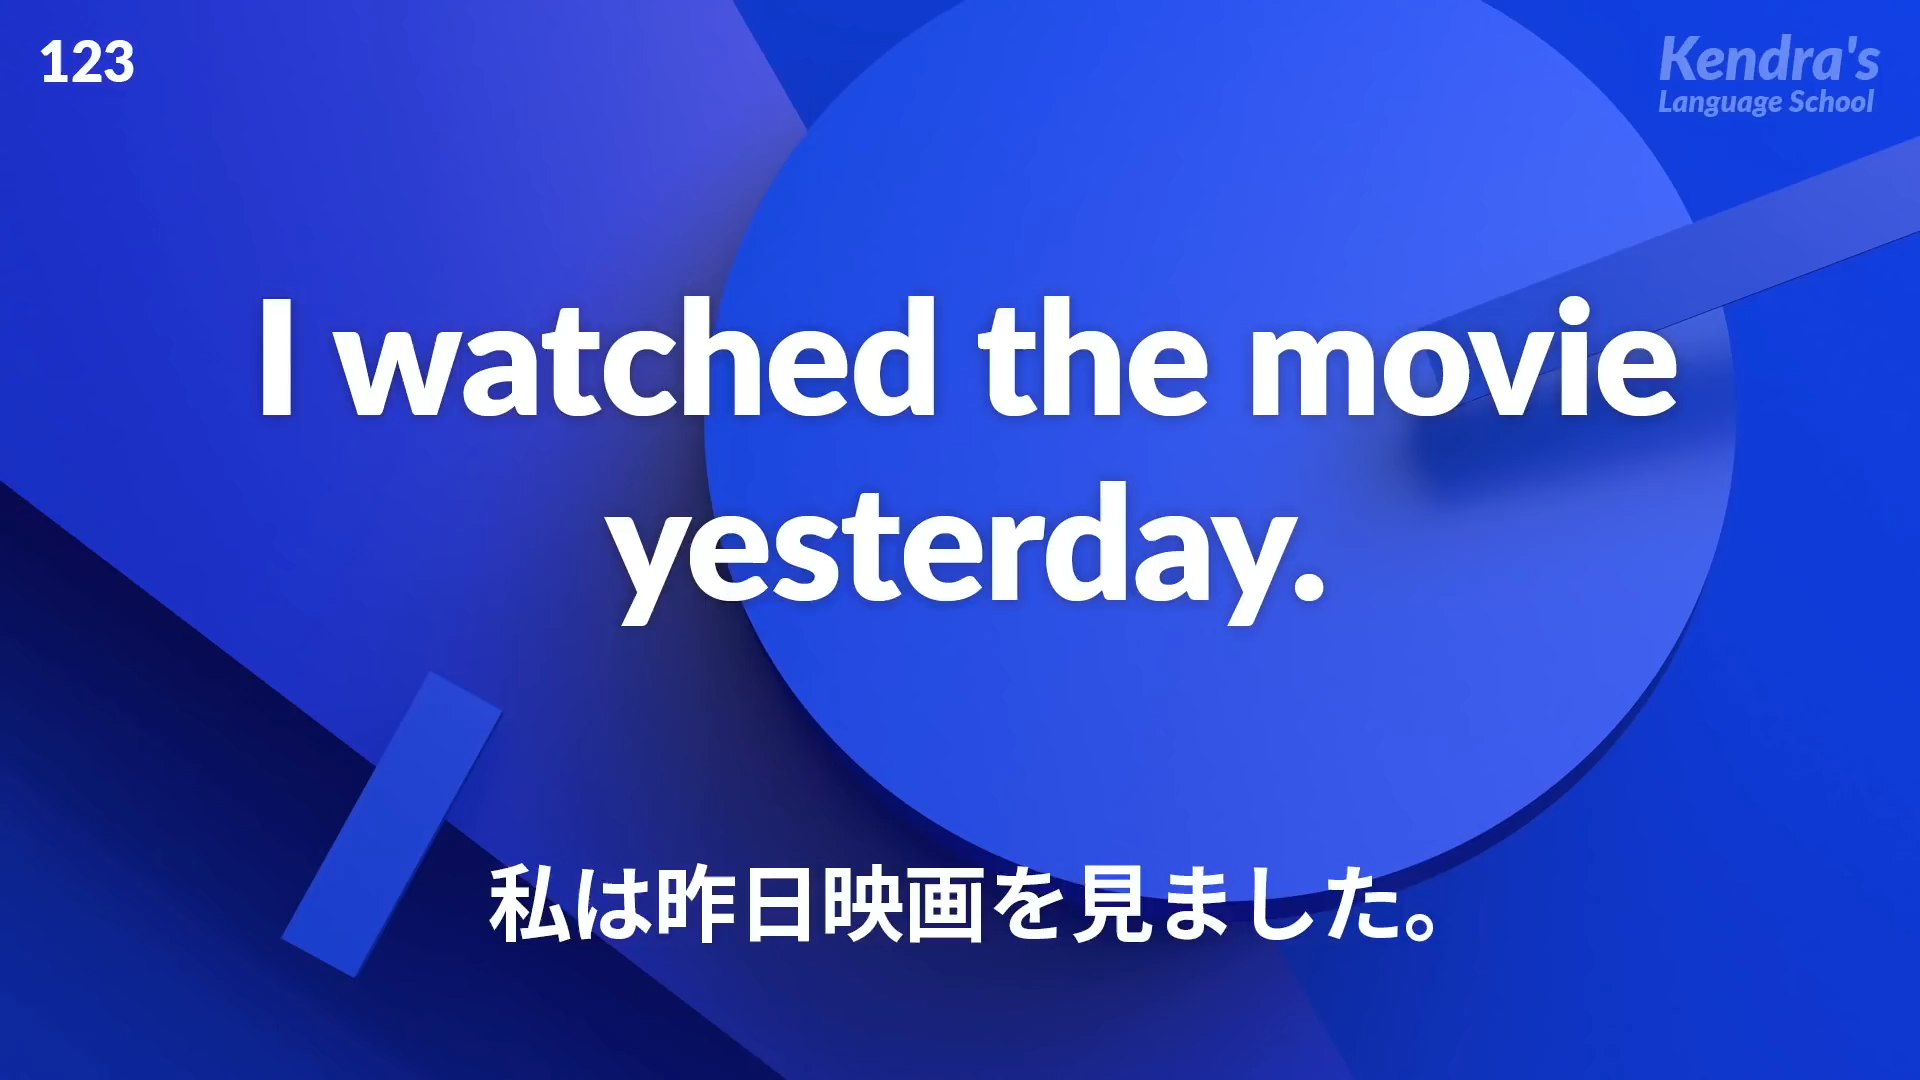 123
Kendra's
Language School
I watched the movie
yesterday.
私は昨日映画を見ました。